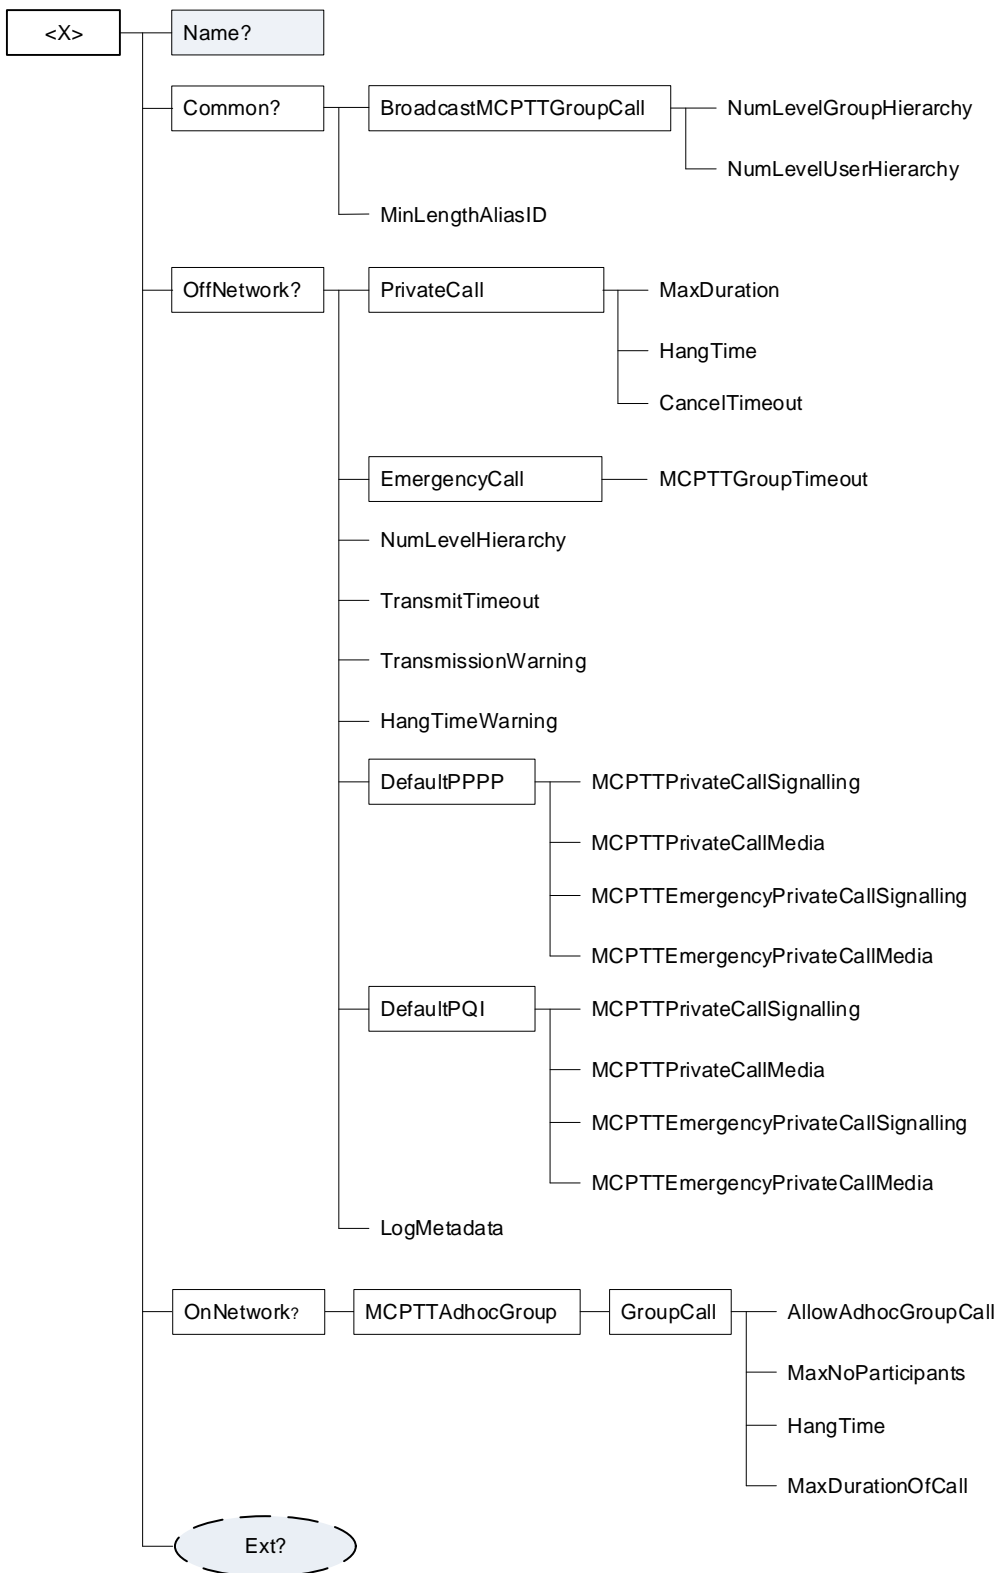 <X>
Name?
Common?
BroadcastMCPTTGroupCall
NumLevelGroupHierarchy
NumLevelUserHierarchy
MinLengthAliasID
OffNetwork?
PrivateCall
MaxDuration
HangTime
CancelTimeout
EmergencyCall
MCPTTGroupTimeout
NumLevelHierarchy
TransmitTimeout
TransmissionWarning
HangTimeWarning
DefaultPPPP
MCPTTPrivateCallSignalling
MCPTTPrivateCallMedia
MCPTTEmergencyPrivateCallSignalling
MCPTTEmergencyPrivateCallMedia
DefaultPQI
MCPTTPrivateCallSignalling
MCPTTPrivateCallMedia
MCPTTEmergencyPrivateCallSignalling
MCPTTEmergencyPrivateCallMedia
LogMetadata
OnNetwork?
MCPTTAdhocGroup
GroupCall
AllowAdhocGroupCall
MaxNoParticipants
HangTime
MaxDurationOfCall
Ext?